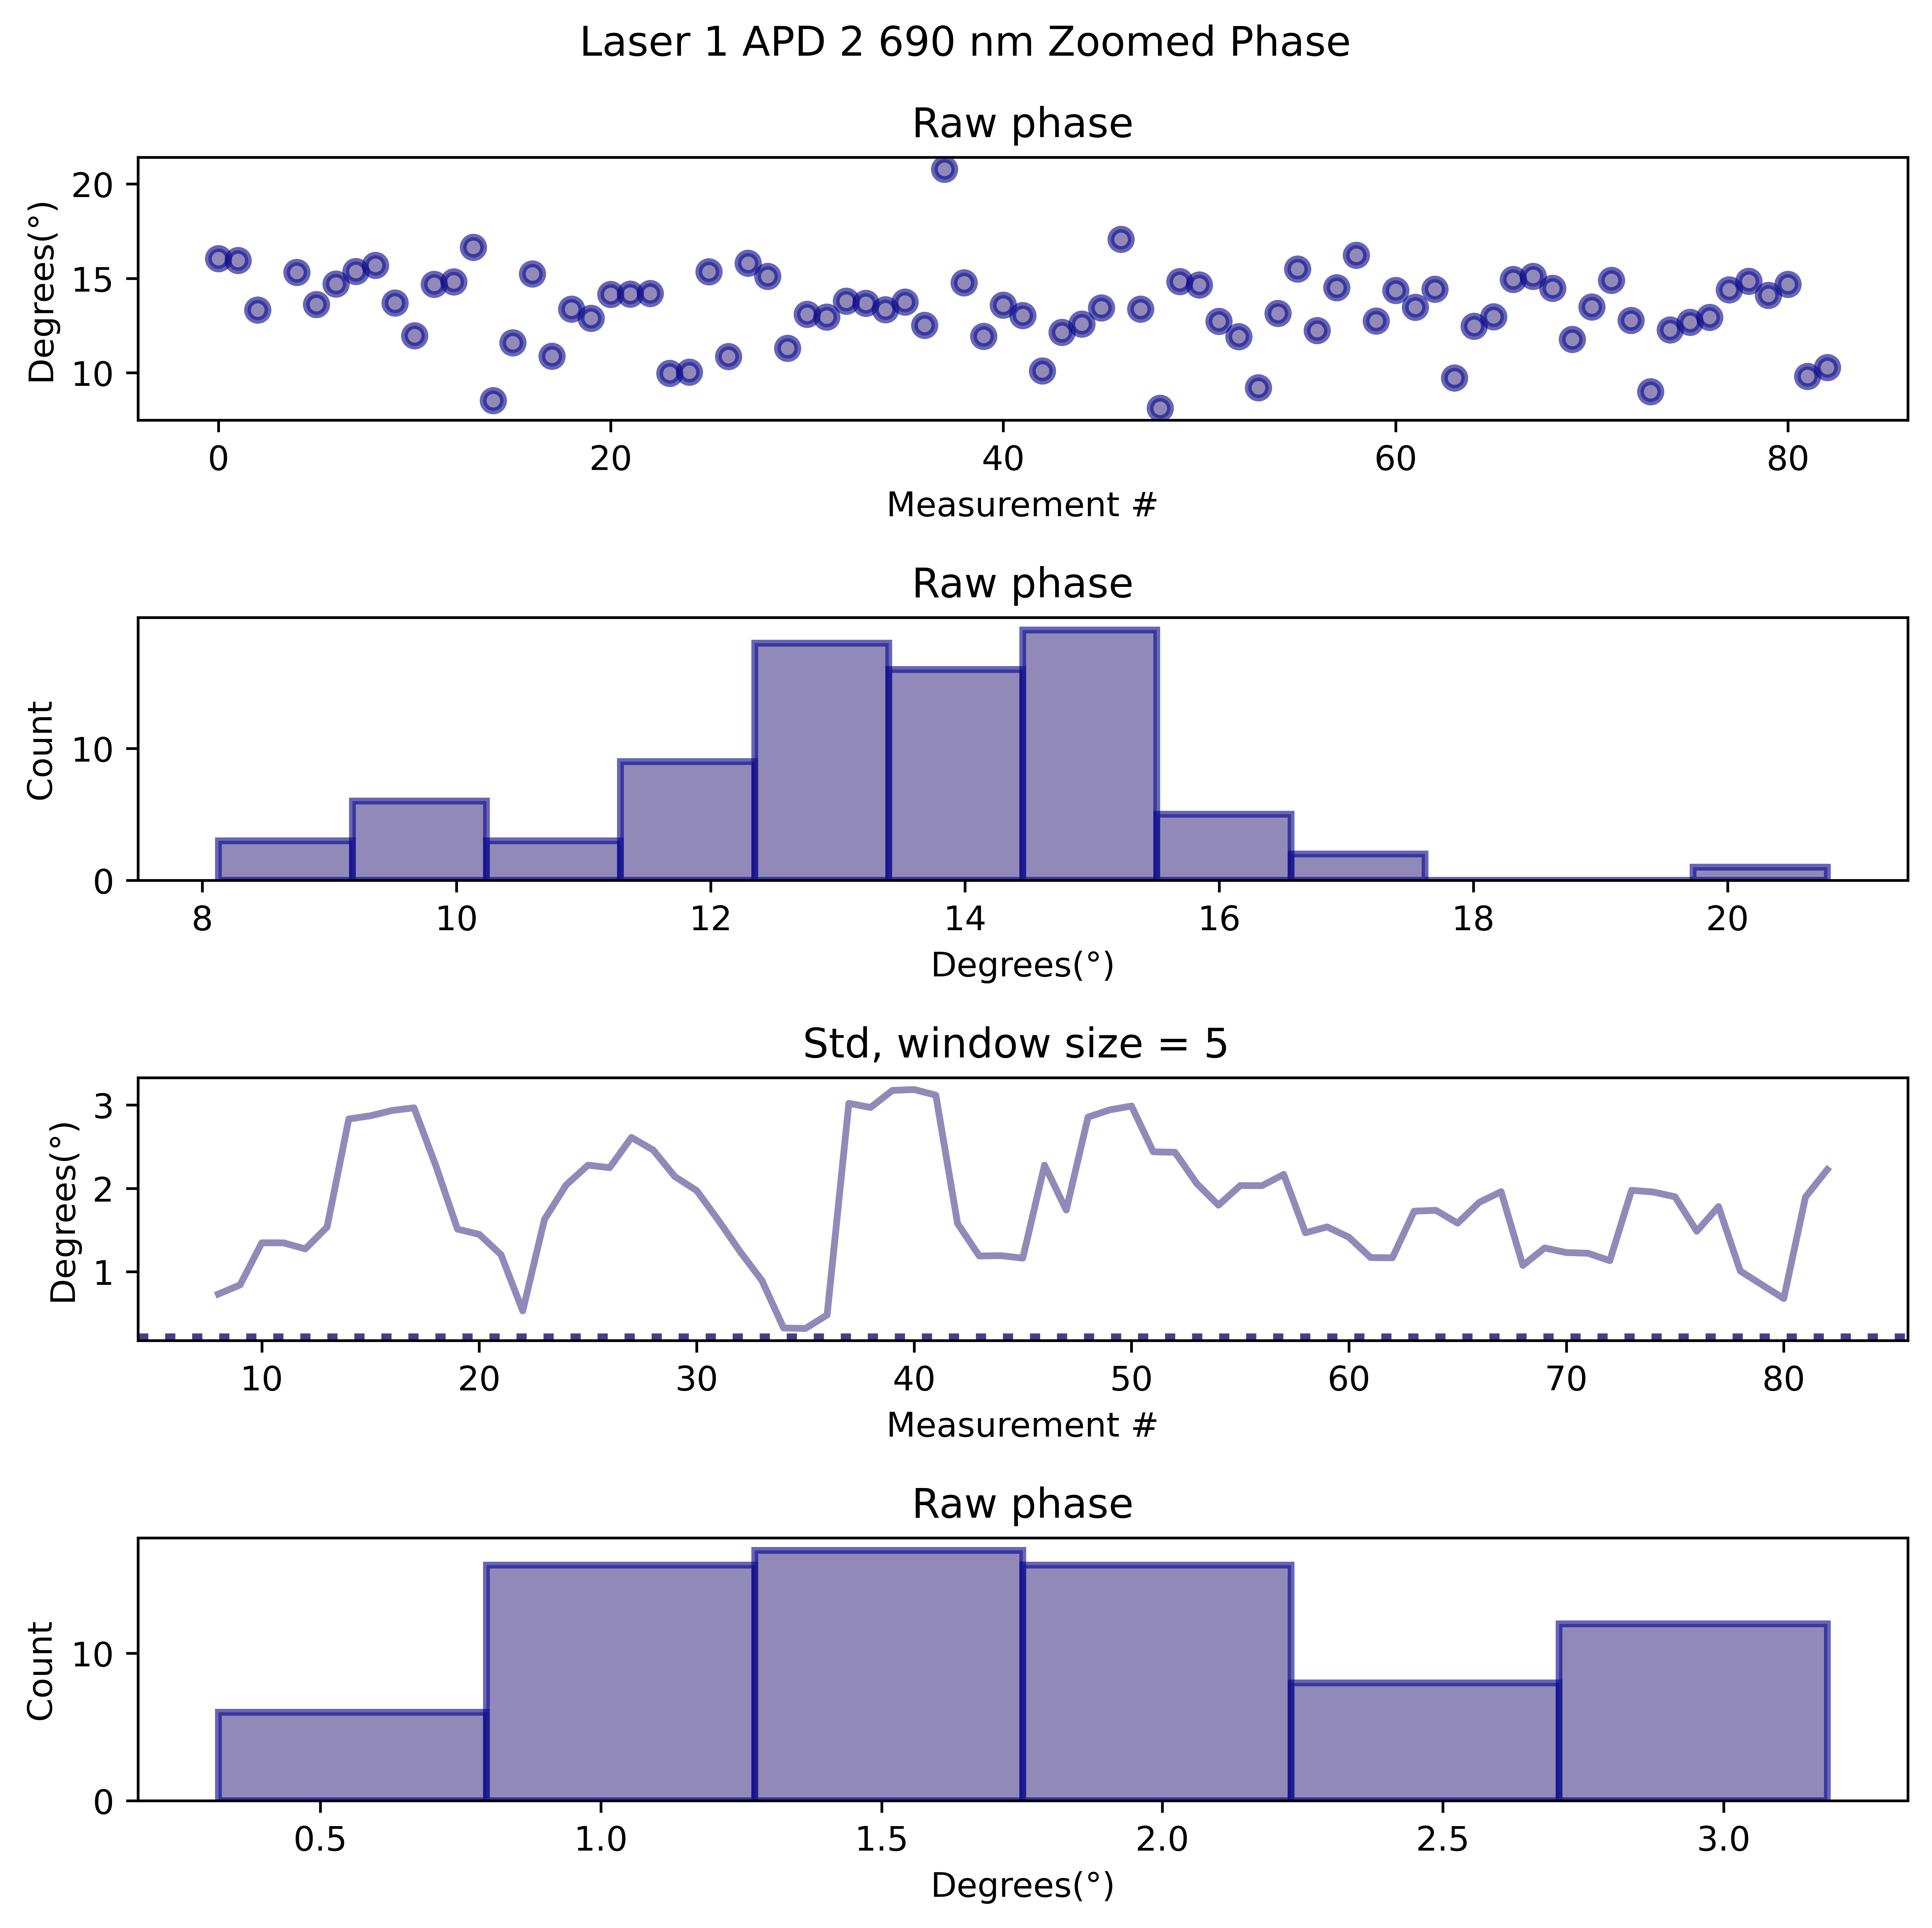 Laser 1 APD 2 690 nm Zoomed Phase
Raw phase
Degrees(°)
20
15
10
0 20 40 60 80
Measurement #
Raw phase
Count
10
0
8 10 12 14 16 18 20
Degrees(°)
Std, window size = 5
Degrees(°)
3
2
1
10 20 30 40 50 60 70 80
Measurement #
Raw phase
Count
10
0
0.5 1.0 1.5 2.0 2.5 3.0
Degrees(°)